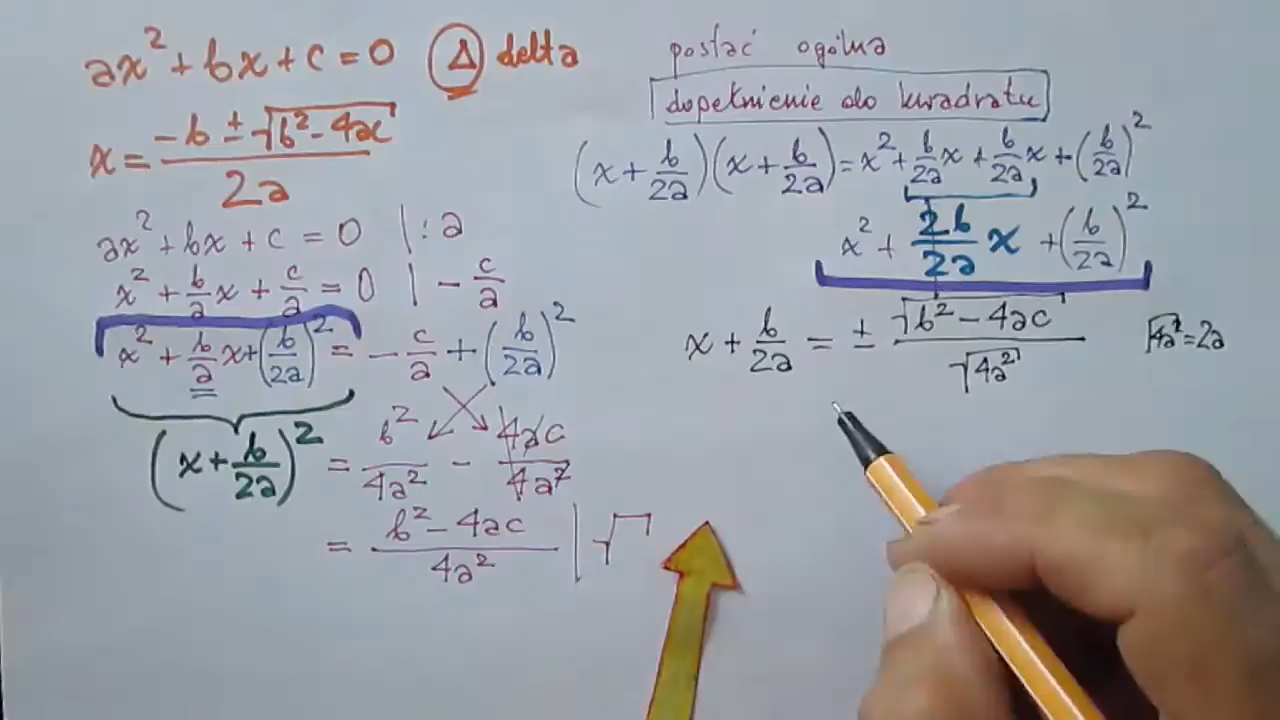 ax² + bx + c = 0 Δ delta
x = (-b ± √(b² - 4ac)) / 2a
ax² + bx + c = 0 | : a
x² + b/a x + c/a = 0 | - c/a
x² + b/a x + (b/2a)² = - c/a + (b/2a)²
(x + b/2a)² = b²/4a² - 4ac/4a²
= (b² - 4ac)/4a² | √
postać ogólna
dopełnienie do kwadratu
(x + b/2a)(x + b/2a) = x² + b/2a x + b/2a x + (b/2a)²
x² + 2b/2a x + (b/2a)²
x + b/2a = ± √(b² - 4ac) / √(4a²) √(4a²) = 2a